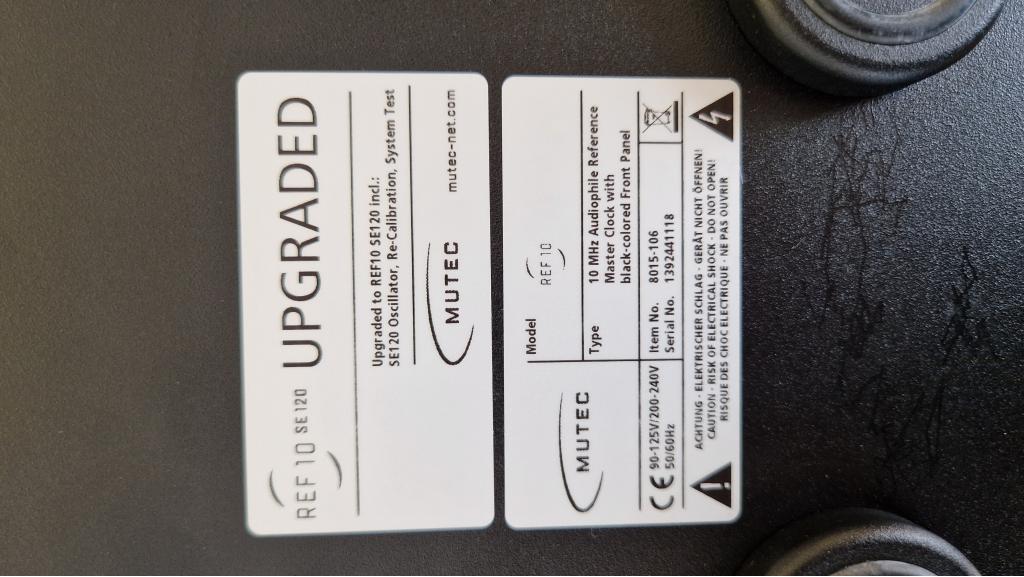 REF10 SE120 UPGRADED
Upgraded to REF10 SE120 incl.:
SE120 Oscillator, Re-Calibration, System Test
MUTEC
mutec-net.com
MUTEC
Model
REF10
Type
10 MHz Audiophile Reference
Master Clock with
black-colored Front Panel
CE 90-125V/200-240V
50/60Hz
Item No. 8015-106
Serial No. 1392441118
ACHTUNG · ELEKTRISCHER SCHLAG · GERÄT NICHT ÖFFNEN!
CAUTION · RISK OF ELECTRICAL SHOCK · DO NOT OPEN!
RISQUE DES CHOC ELECTRIQUE · NE PAS OUVRIR